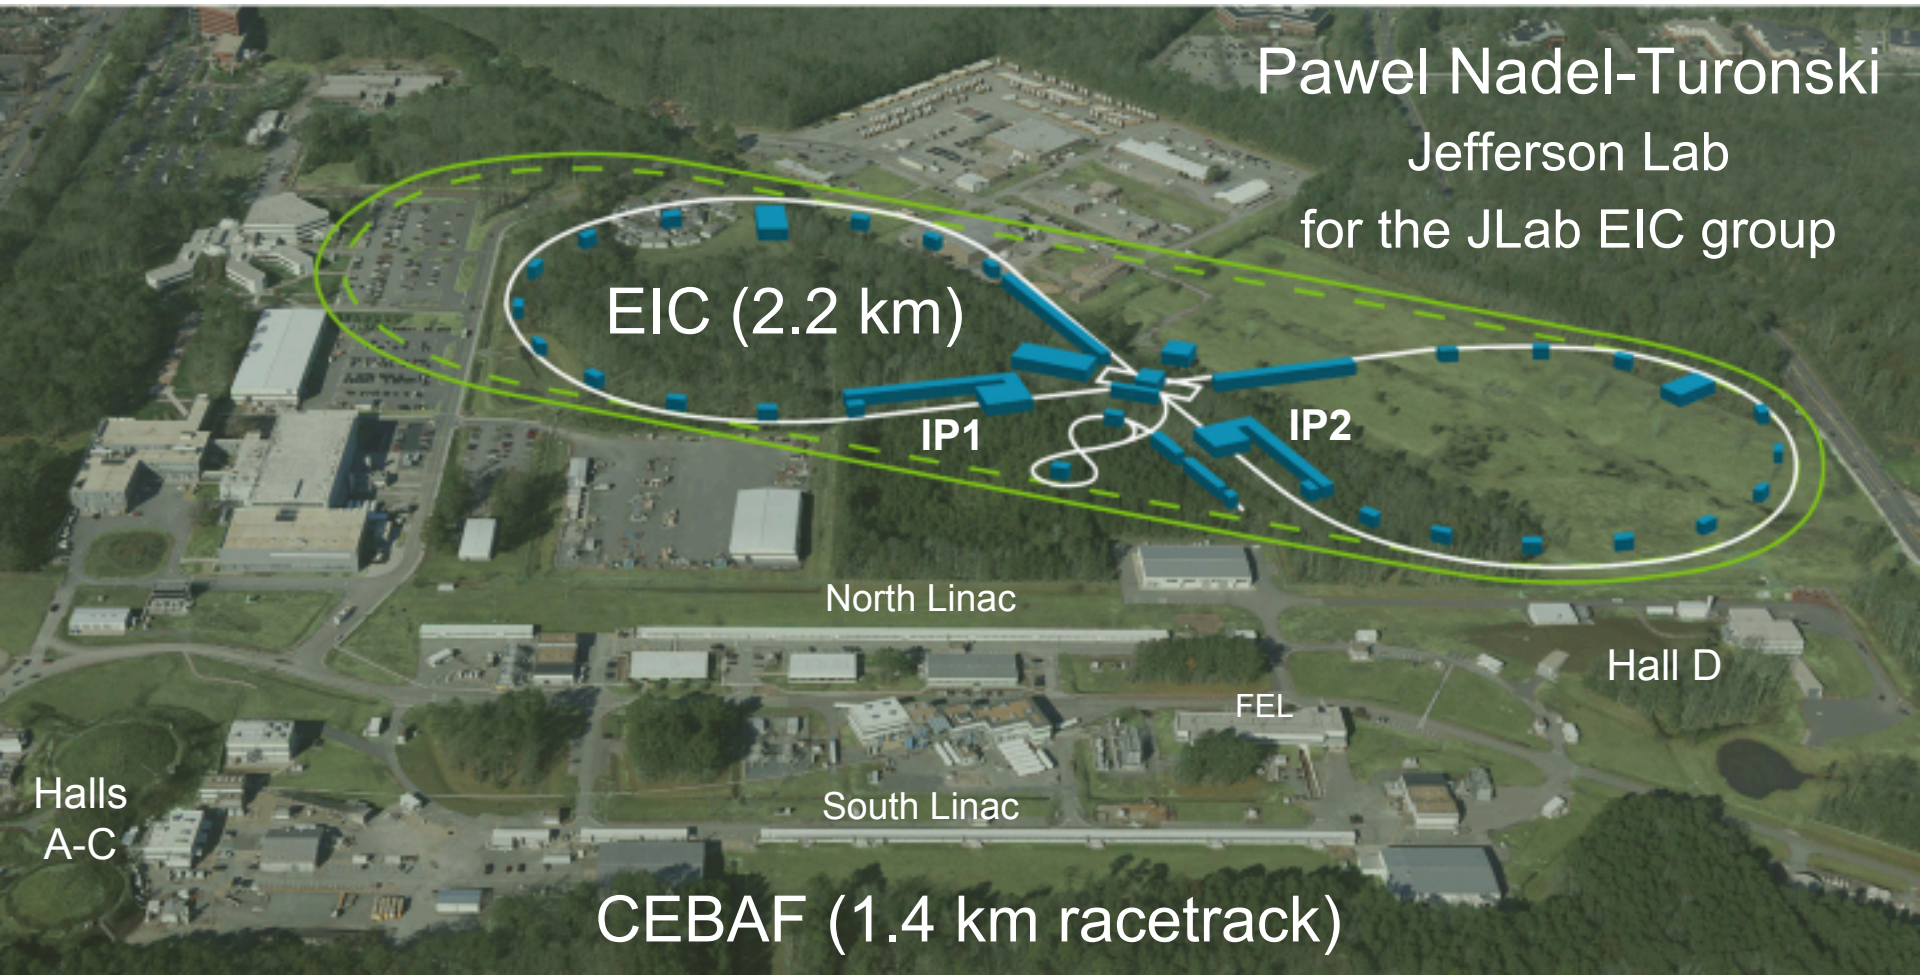 Pawel Nadel-Turonski
Jefferson Lab
for the JLab EIC group
EIC (2.2 km)
IP1
IP2
North Linac
Hall D
FEL
Halls
A-C
South Linac
CEBAF (1.4 km racetrack)